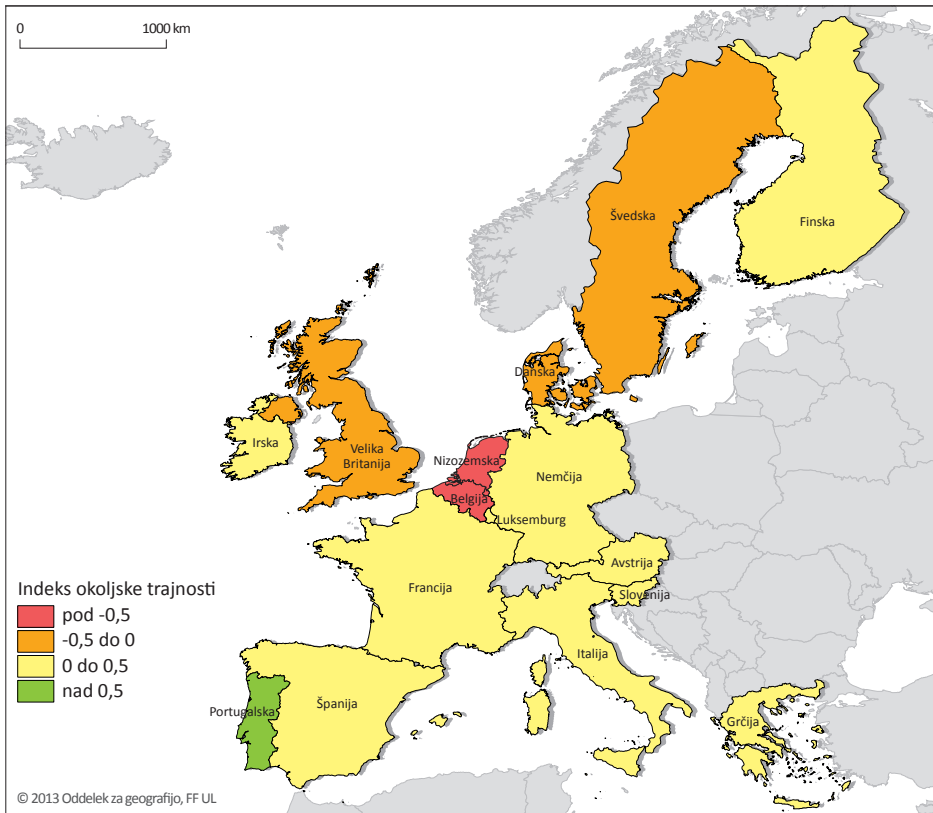 0 1000 km
Švedska
Finska
Danska
Irska
Velika
Britanija
Nizozemska
Belgija
Nemčija
Luksemburg
Avstrija
Francija
Slovenija
Italija
Španija
Portugalska
Grčija
Indeks okoljske trajnosti
pod -0,5
-0,5 do 0
0 do 0,5
nad 0,5
© 2013 Oddelek za geografijo, FF UL